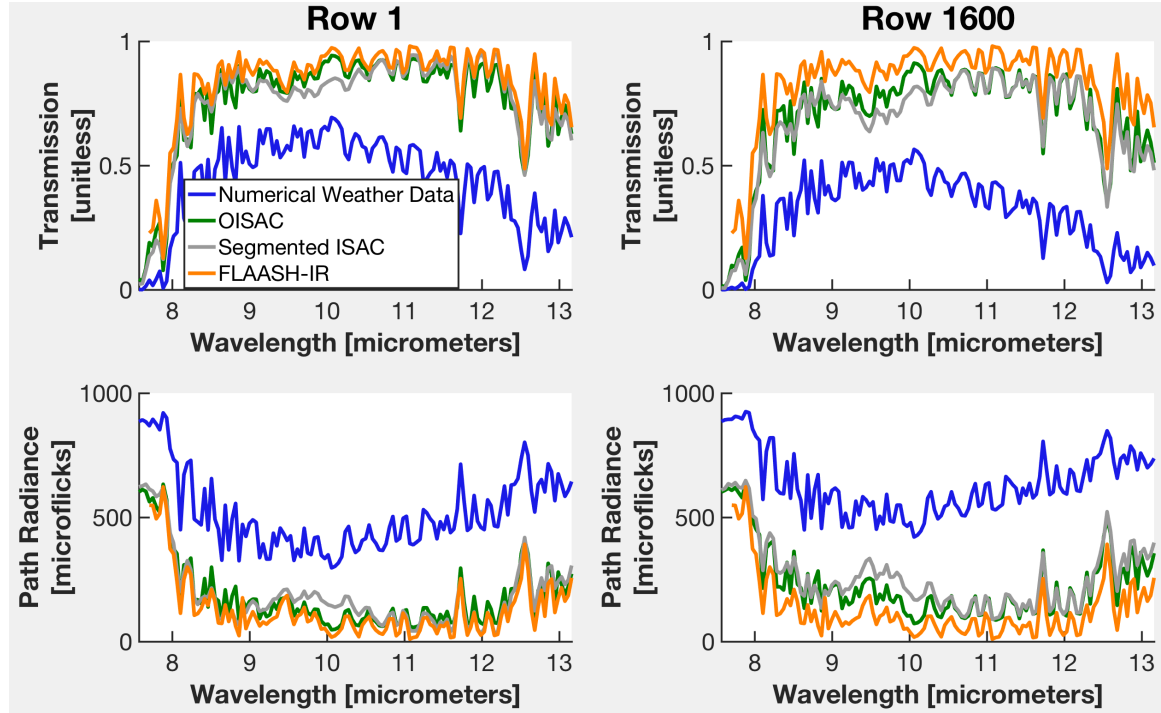 Row 1
Row 1600
Transmission
[unitless]
1
0.5
0
Numerical Weather Data
OISAC
Segmented ISAC
FLAASH-IR
8 9 10 11 12 13
Wavelength [micrometers]
Transmission
[unitless]
1
0.5
0
8 9 10 11 12 13
Wavelength [micrometers]
Path Radiance
[microflicks]
1000
500
0
8 9 10 11 12 13
Wavelength [micrometers]
Path Radiance
[microflicks]
1000
500
0
8 9 10 11 12 13
Wavelength [micrometers]